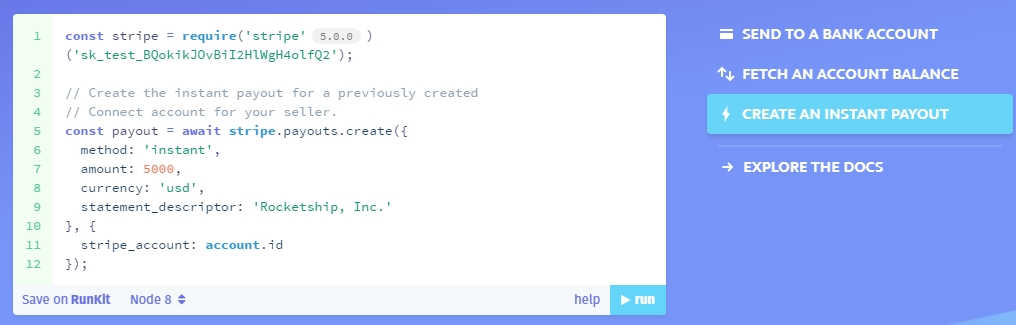 1 const stripe = require('stripe' 5.0.0 )
('sk_test_BQokikJOvBiI2HlWgH4olfQ2');
2
3 // Create the instant payout for a previously created
4 // Connect account for your seller.
5 const payout = await stripe.payouts.create({
6 method: 'instant',
7 amount: 5000,
8 currency: 'usd',
9 statement_descriptor: 'Rocketship, Inc.'
10 }, {
11 stripe_account: account.id
12 });
Save on RunKit Node 8 help run
SEND TO A BANK ACCOUNT
FETCH AN ACCOUNT BALANCE
CREATE AN INSTANT PAYOUT
EXPLORE THE DOCS